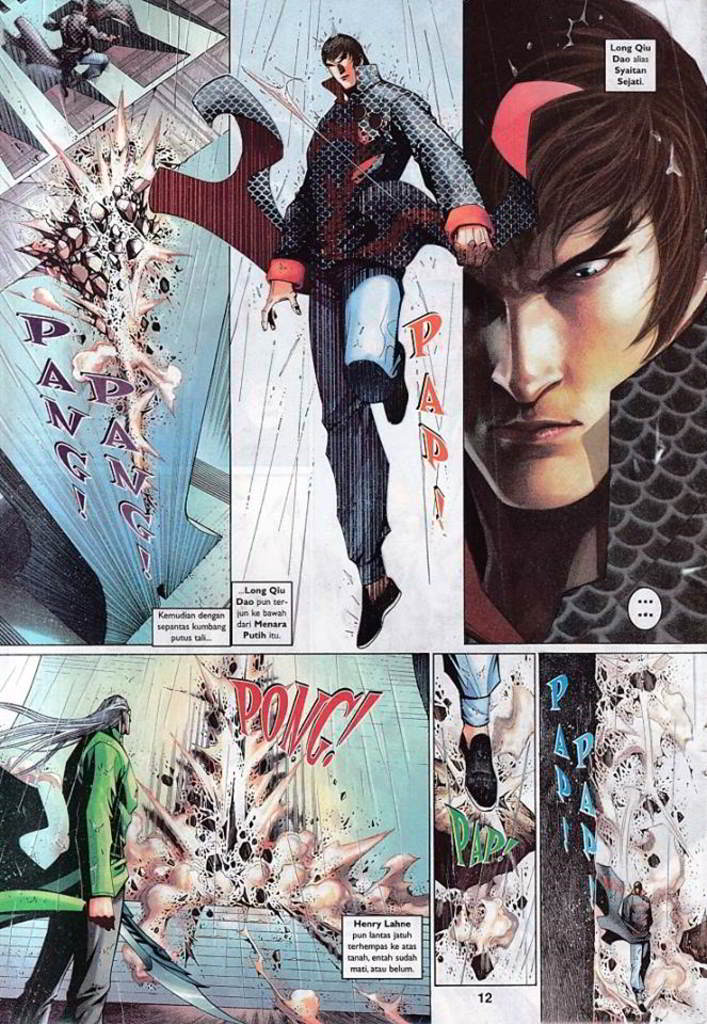 PANG!
PANG!
Kemudian dengan
sepantas kumbang
putus tali...
...Long Qiu
Dao pun ter-
jun ke bawah
dari Menara
Putih itu.
PAP!
PAP!
Long Qiu
Dao alias
Syaitan
Sejati.
...
...
PONG!
Henry Lahne
pun lantas jatuh
terhempas ke atas
tanah, entah sudah
mati, atau belum.
PAP!
PAP!
PAP!
12